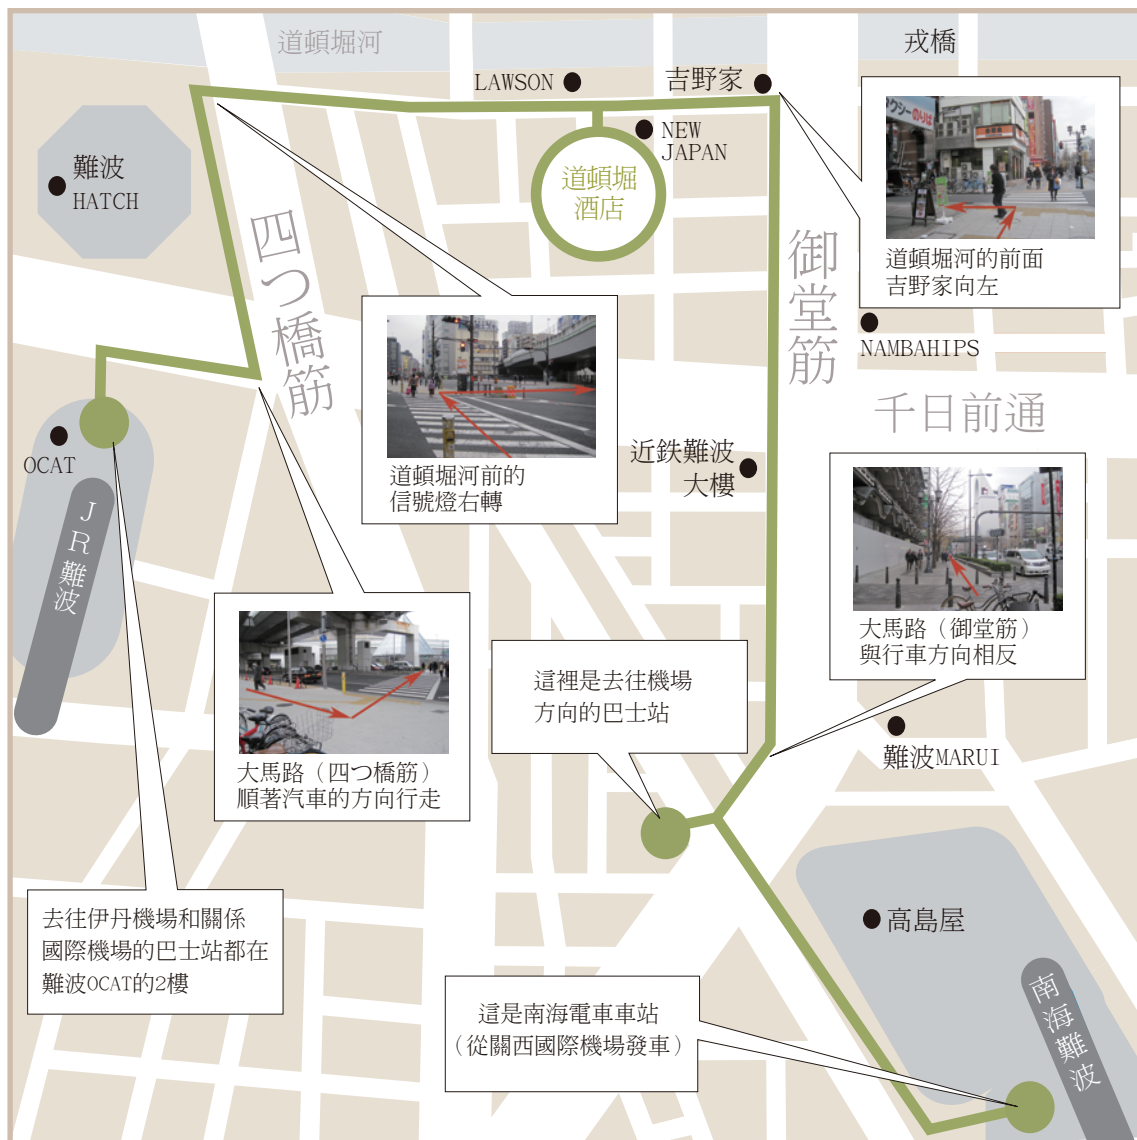 道頓堀河
戎橋
LAWSON
吉野家
NEW
JAPAN
難波
HATCH
道頓堀
酒店
四つ橋筋
御堂筋
タクシーのりば
道頓堀河的前面
吉野家向左
NAMBAHIPS
千日前通
道頓堀河前的
信號燈右轉
近鉄難波
大樓
OCAT
JR難波
大馬路（御堂筋）
與行車方向相反
這裡是去往機場
方向的巴士站
難波MARUI
大馬路（四つ橋筋）
順著汽車的方向行走
去往伊丹機場和關係
國際機場的巴士站都在
難波OCAT的2樓
高島屋
這是南海電車車站
（從關西國際機場發車）
南海難波